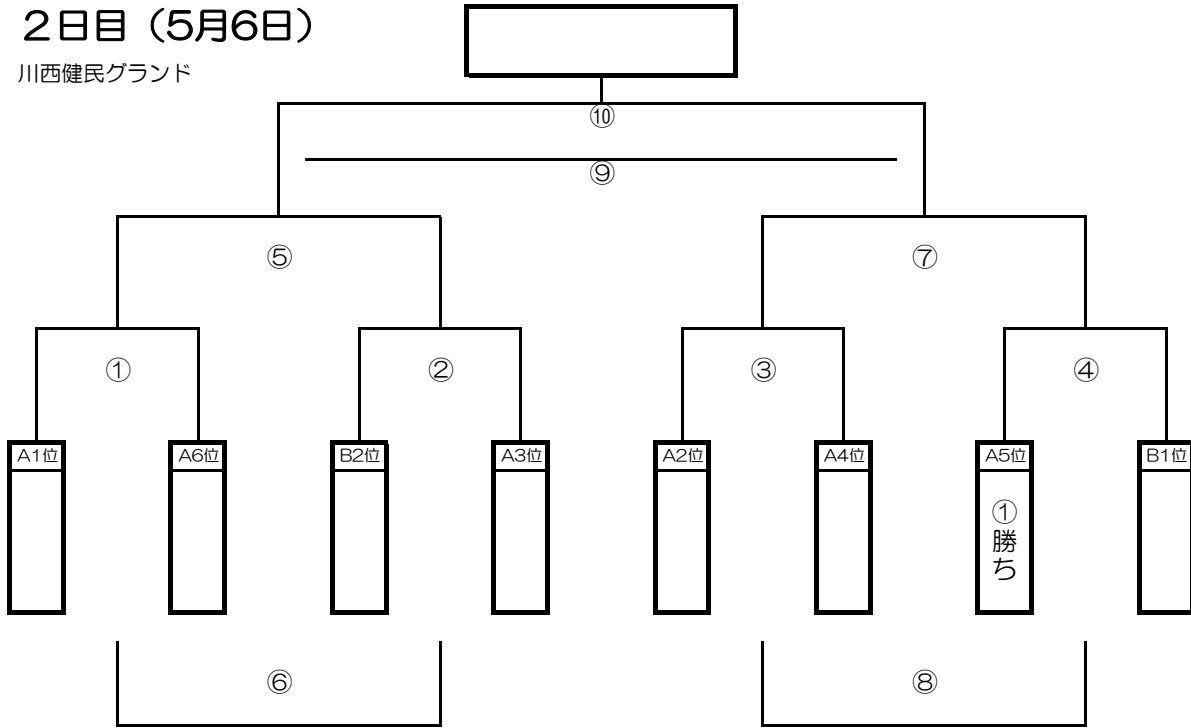 2日目（5月6日）
川西健民グランド
⑩
⑨
⑤
⑦
①
②
③
④
A1位
A6位
B2位
A3位
A2位
A4位
A5位
B1位
①勝ち
⑥
⑧